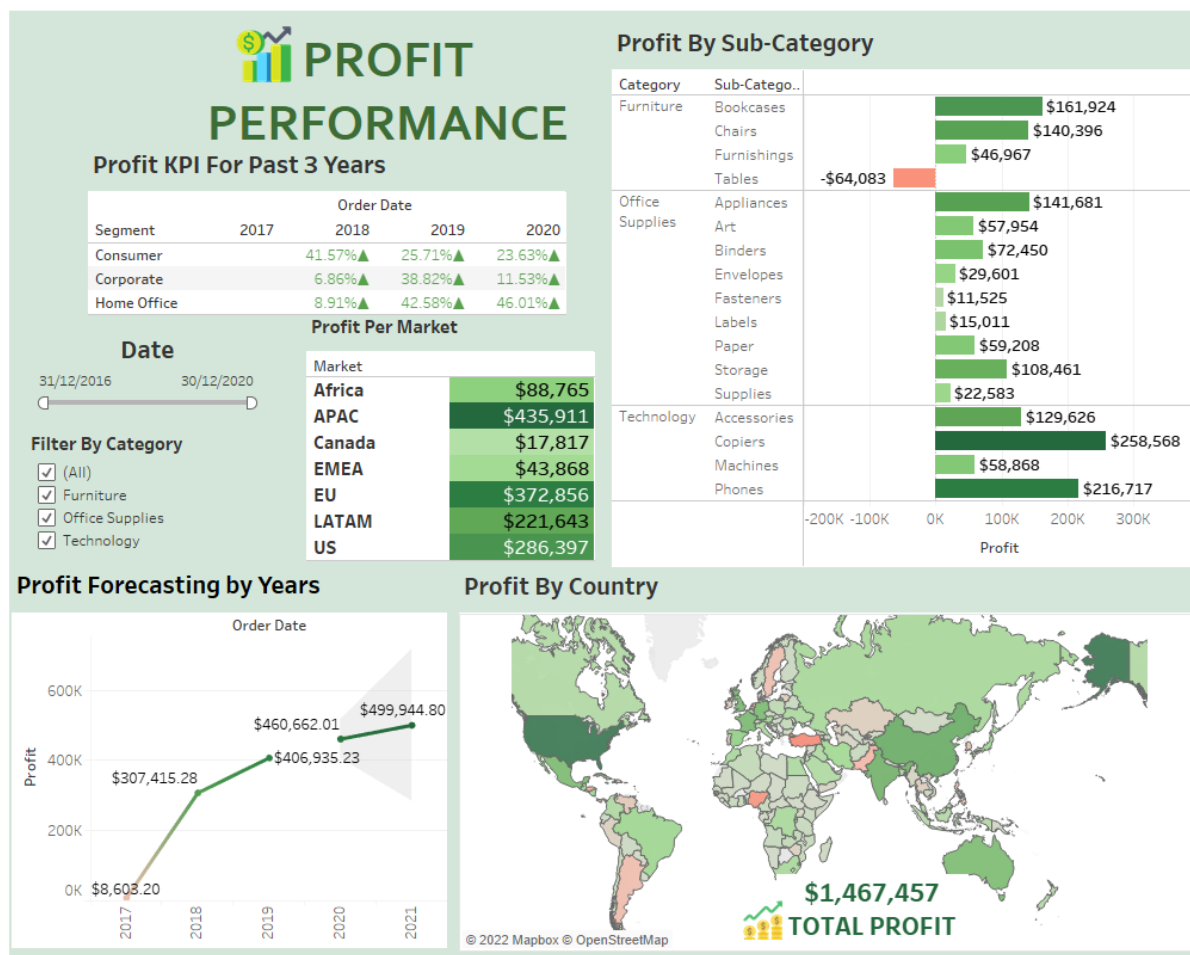 PROFIT
PERFORMANCE
Profit KPI For Past 3 Years
Order Date
Segment 2017 2018 2019 2020
Consumer 41.57%▲ 25.71%▲ 23.63%▲
Corporate 6.86%▲ 38.82%▲ 11.53%▲
Home Office 8.91%▲ 42.58%▲ 46.01%▲
Date
31/12/2016 30/12/2020
Filter By Category
(All)
Furniture
Office Supplies
Technology
Profit Per Market
Market
Africa $88,765
APAC $435,911
Canada $17,817
EMEA $43,868
EU $372,856
LATAM $221,643
US $286,397
Profit By Sub-Category
Category Sub-Catego..
Furniture Bookcases $161,924
Chairs $140,396
Furnishings $46,967
Tables -$64,083
Office Appliances $141,681
Supplies Art $57,954
Binders $72,450
Envelopes $29,601
Fasteners $11,525
Labels $15,011
Paper $59,208
Storage $108,461
Supplies $22,583
Technology Accessories $129,626
Copiers $258,568
Machines $58,868
Phones $216,717
-200K -100K 0K 100K 200K 300K
Profit
Profit Forecasting by Years
Order Date
Profit
600K
400K
200K
0K
$499,944.80
$460,662.01
$406,935.23
$307,415.28
$8,603.20
2017 2018 2019 2020 2021
Profit By Country
$1,467,457
TOTAL PROFIT
© 2022 Mapbox © OpenStreetMap